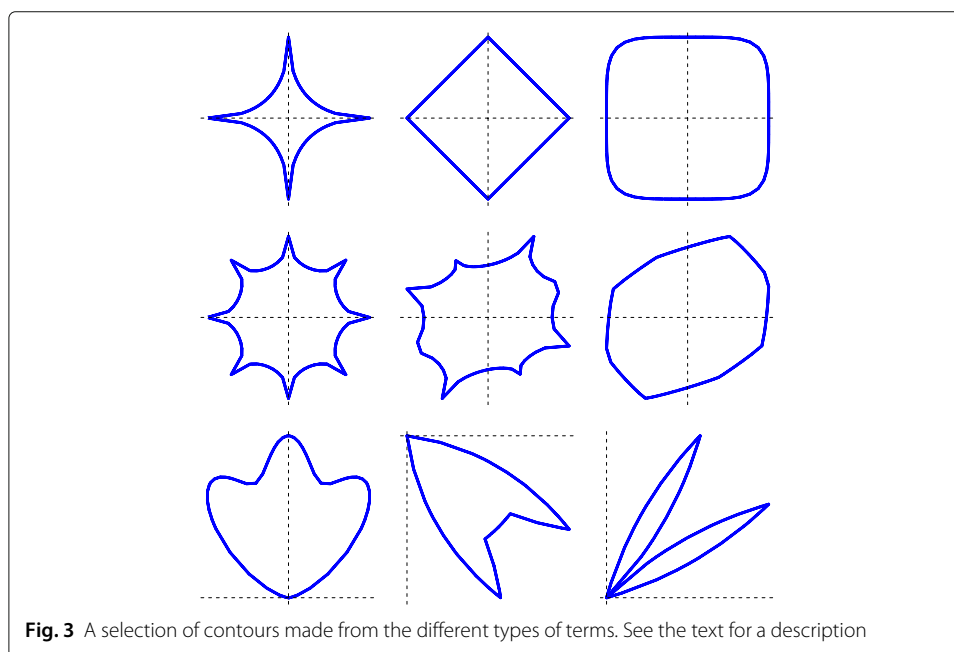 Fig. 3 A selection of contours made from the different types of terms. See the text for a description